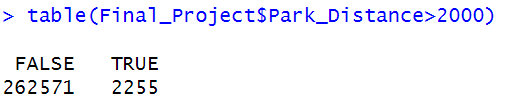 > table(Final_Project$Park_Distance>2000)
FALSE TRUE
262571 2255